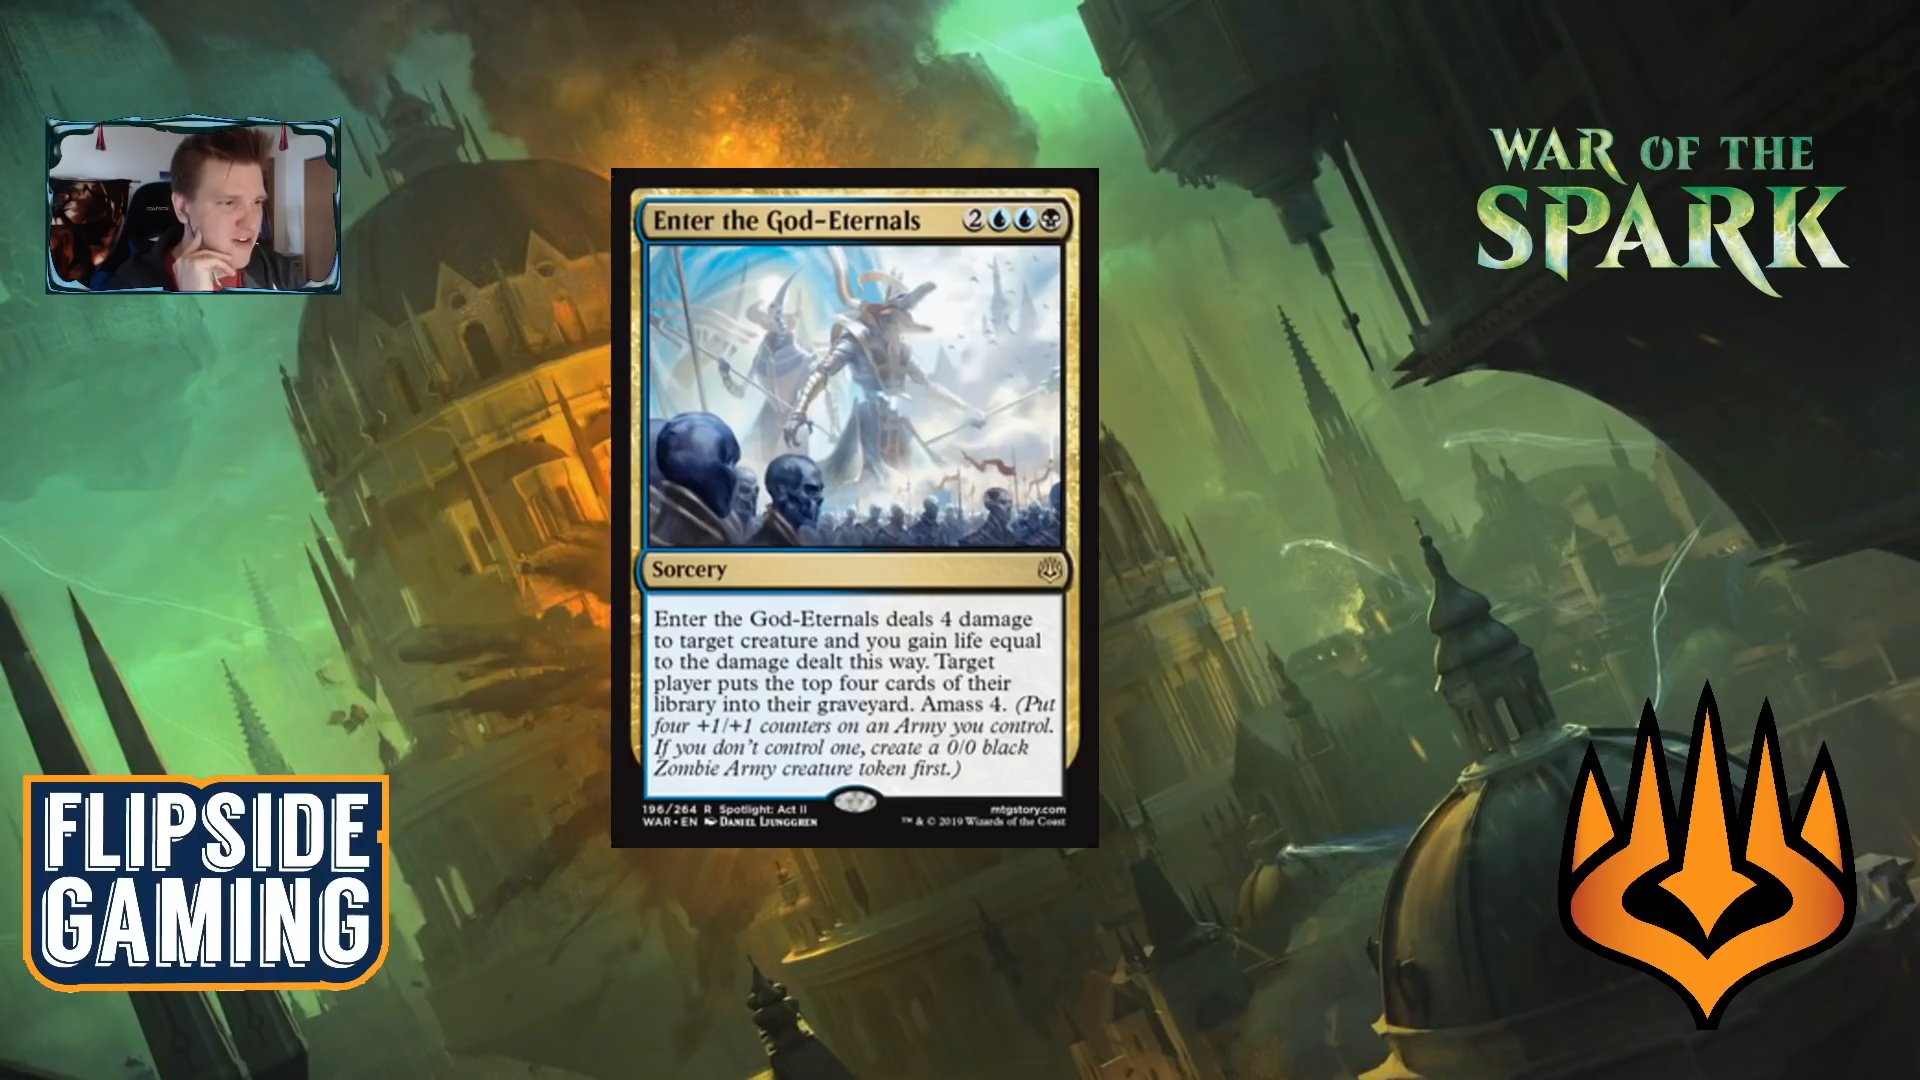 WAR OF THE
SPARK
Enter the God-Eternals 2
Sorcery
Enter the God-Eternals deals 4 damage
to target creature and you gain life equal
to the damage dealt this way. Target
player puts the top four cards of their
library into their graveyard. Amass 4. (Put
four +1/+1 counters on an Army you control.
If you don't control one, create a 0/0 black
Zombie Army creature token first.)
196/264 R Spotlight: Act II
mtgstory.com
WAR • EN Daniel Ljunggren
™ & © 2019 Wizards of the Coast
FLIPSIDE
GAMING